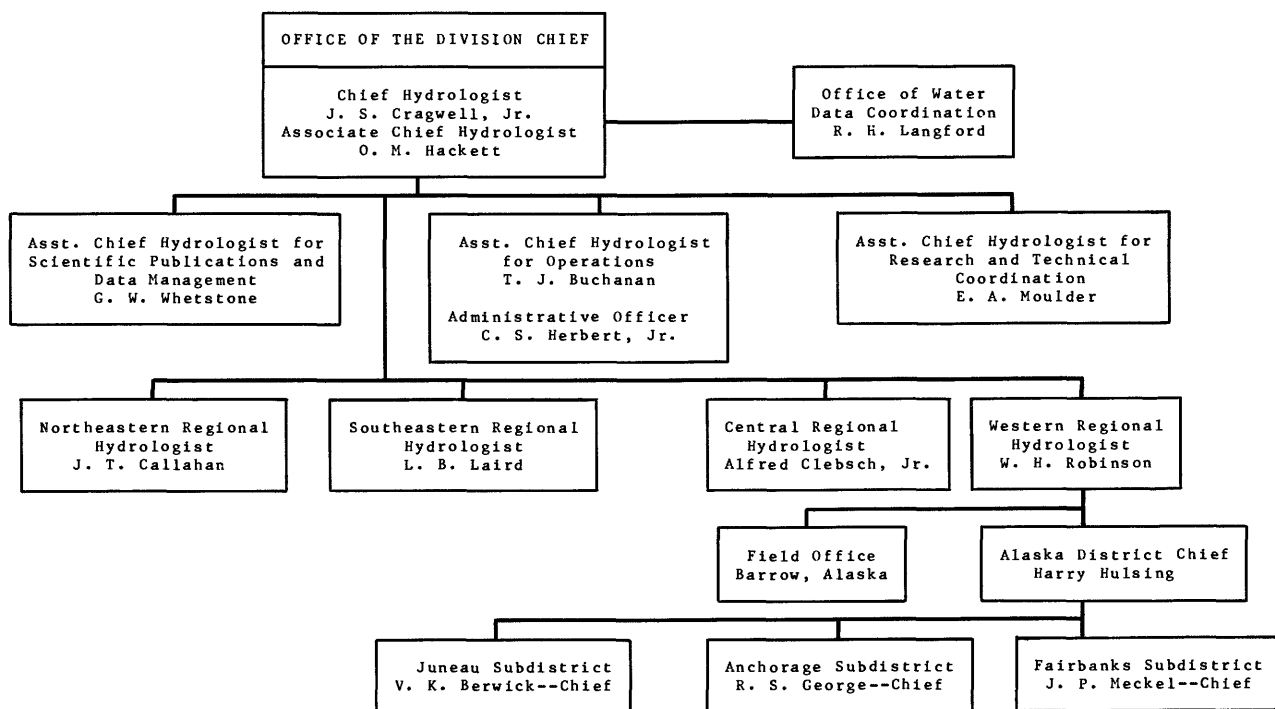 OFFICE OF THE DIVISION CHIEF
Chief Hydrologist
J. S. Cragwell, Jr.
Associate Chief Hydrologist
O. M. Hackett
Office of Water
Data Coordination
R. H. Langford
Asst. Chief Hydrologist for
Scientific Publications and
Data Management
G. W. Whetstone
Asst. Chief Hydrologist
for Operations
T. J. Buchanan
Administrative Officer
C. S. Herbert, Jr.
Asst. Chief Hydrologist for
Research and Technical
Coordination
E. A. Moulder
Northeastern Regional
Hydrologist
J. T. Callahan
Southeastern Regional
Hydrologist
L. B. Laird
Central Regional
Hydrologist
Alfred Clebsch, Jr.
Western Regional
Hydrologist
W. H. Robinson
Field Office
Barrow, Alaska
Alaska District Chief
Harry Hulsing
Juneau Subdistrict
V. K. Berwick--Chief
Anchorage Subdistrict
R. S. George--Chief
Fairbanks Subdistrict
J. P. Meckel--Chief